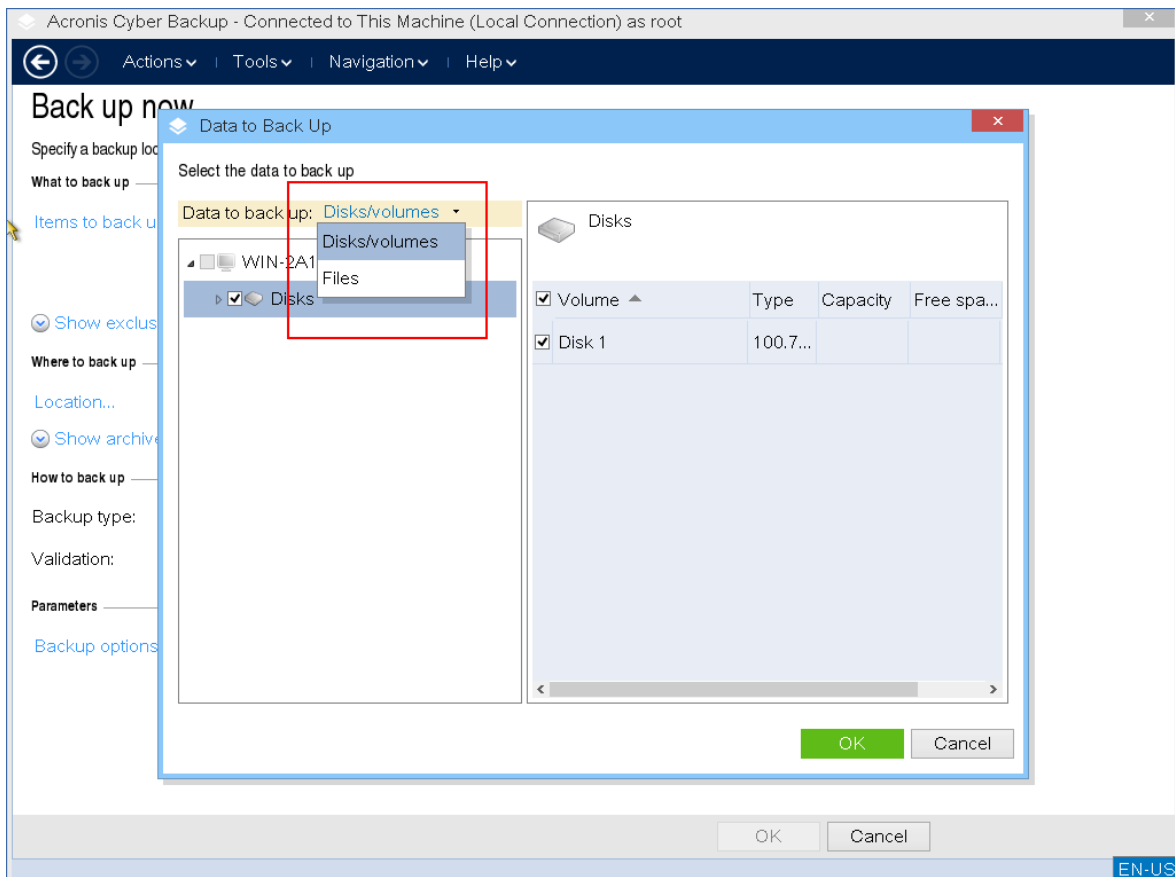 Acronis Cyber Backup - Connected to This Machine (Local Connection) as root
Actions
Tools
Navigation
Help
Back up now
Specify a backup loc
What to back up
Items to back u
Show exclus
Where to back up
Location...
Show archive
How to back up
Backup type:
Validation:
Parameters
Backup options
Data to Back Up
Select the data to back up
Data to back up: Disks/volumes
Disks/volumes
Files
WIN-2A1
Disks
Disks
Volume Type Capacity Free spa...
Disk 1 100.7...
OK Cancel
OK Cancel
EN-US